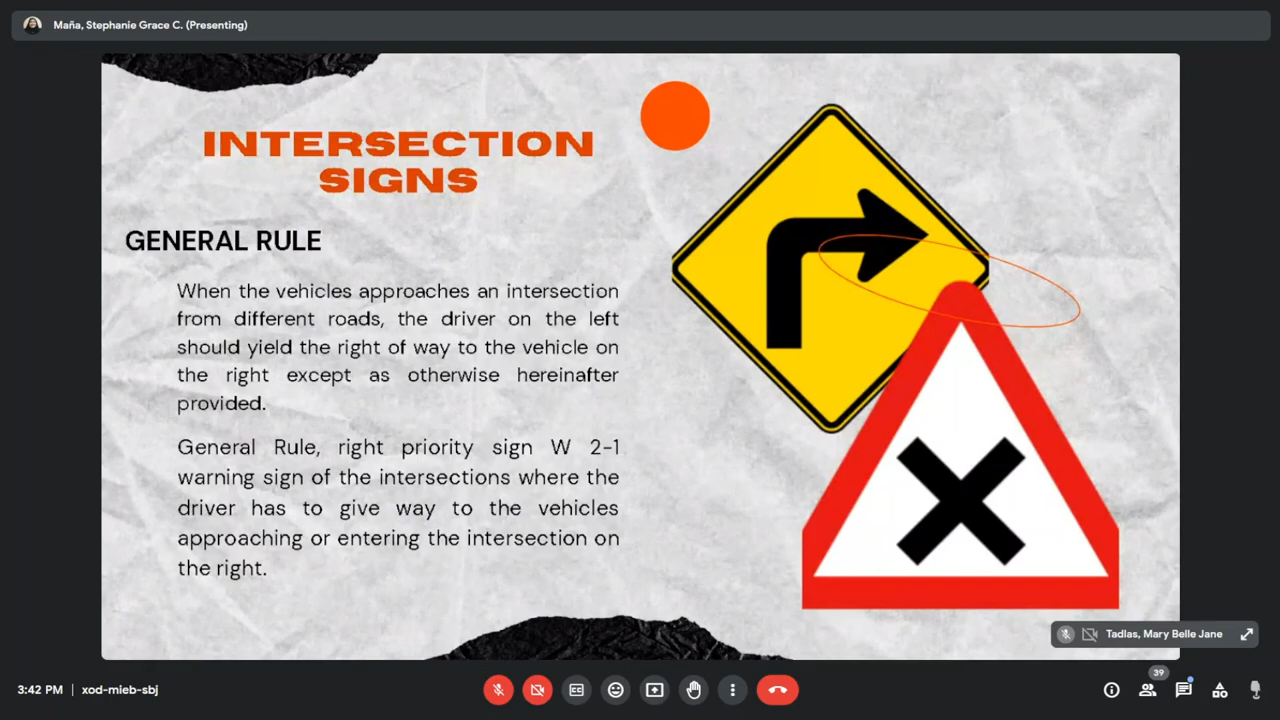 Maña, Stephanie Grace C. (Presenting)
INTERSECTION
SIGNS
GENERAL RULE
When the vehicles approaches an intersection
from different roads, the driver on the left
should yield the right of way to the vehicle on
the right except as otherwise hereinafter
provided.
General Rule, right priority sign W 2-1
warning sign of the intersections where the
driver has to give way to the vehicles
approaching or entering the intersection on
the right.
Tadlas, Mary Belle Jane
3:42 PM | xod-mieb-sbj
39